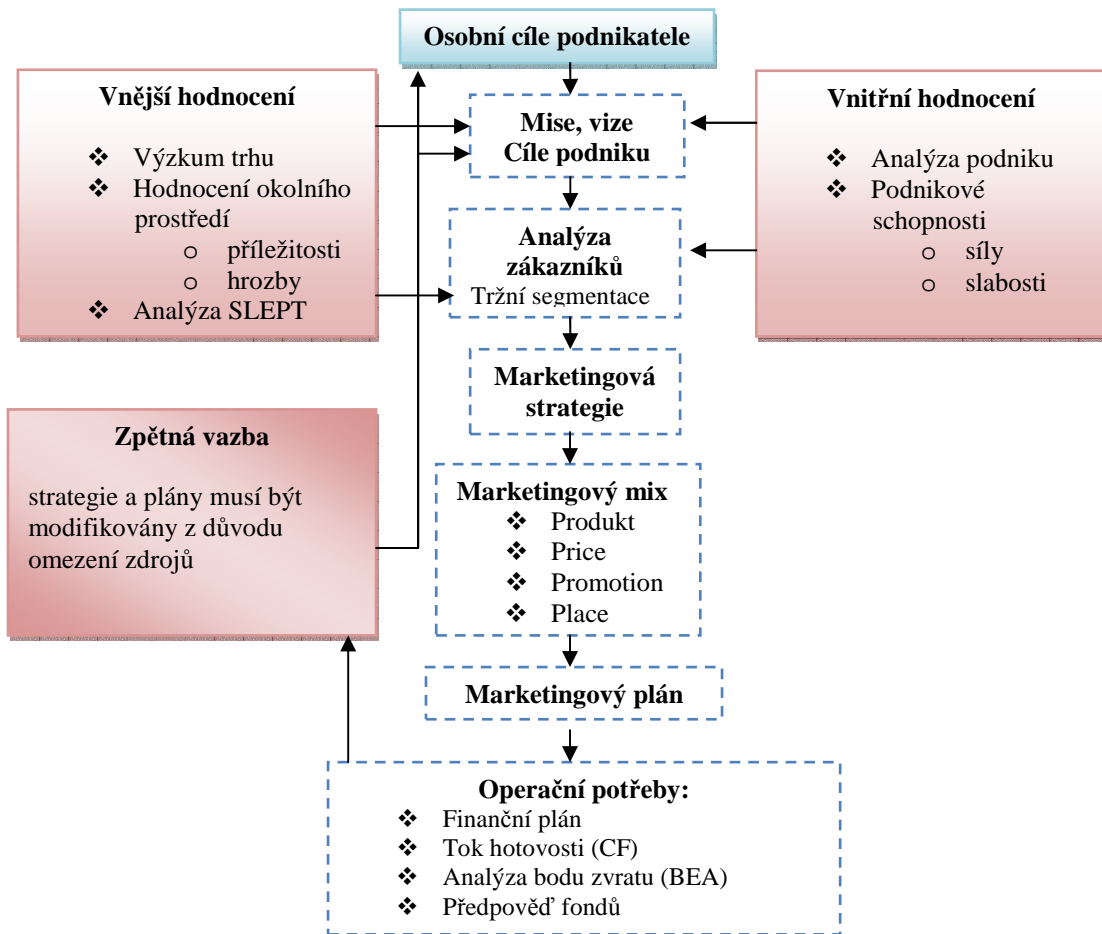 Osobní cíle podnikatele
Vnější hodnocení
❖ Výzkum trhu
❖ Hodnocení okolního
prostředí
o příležitosti
o hrozby
❖ Analýza SLEPT
Mise, vize
Cíle podniku
Vnitřní hodnocení
❖ Analýza podniku
❖ Podnikové
schopnosti
o síly
o slabosti
Analýza
zákazníků
Tržní segmentace
Marketingová
strategie
Zpětná vazba
strategie a plány musí být
modifikovány z důvodu
omezení zdrojů
Marketingový mix
❖ Produkt
❖ Price
❖ Promotion
❖ Place
Marketingový plán
Operační potřeby:
❖ Finanční plán
❖ Tok hotovosti (CF)
❖ Analýza bodu zvratu (BEA)
❖ Předpověď fondů